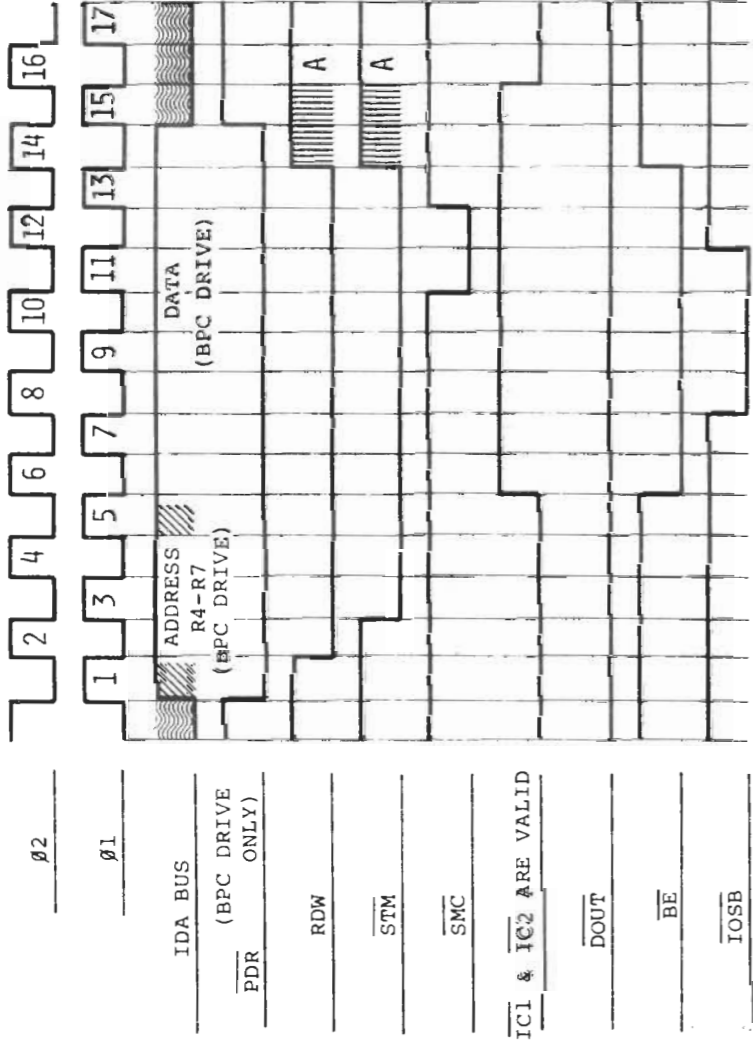 2 4 6 8 10 12 14 16
ø2
1 3 5 7 9 11 13 15 17
ø1
IDA BUS
ADDRESS
R4-R7
(BPC DRIVE)
DATA
(BPC DRIVE)
(BPC DRIVE
ONLY)
PDR
RDW
A
STM
A
SMC
IC1 & IC2 ARE VALID
DOUT
BE
IOSB